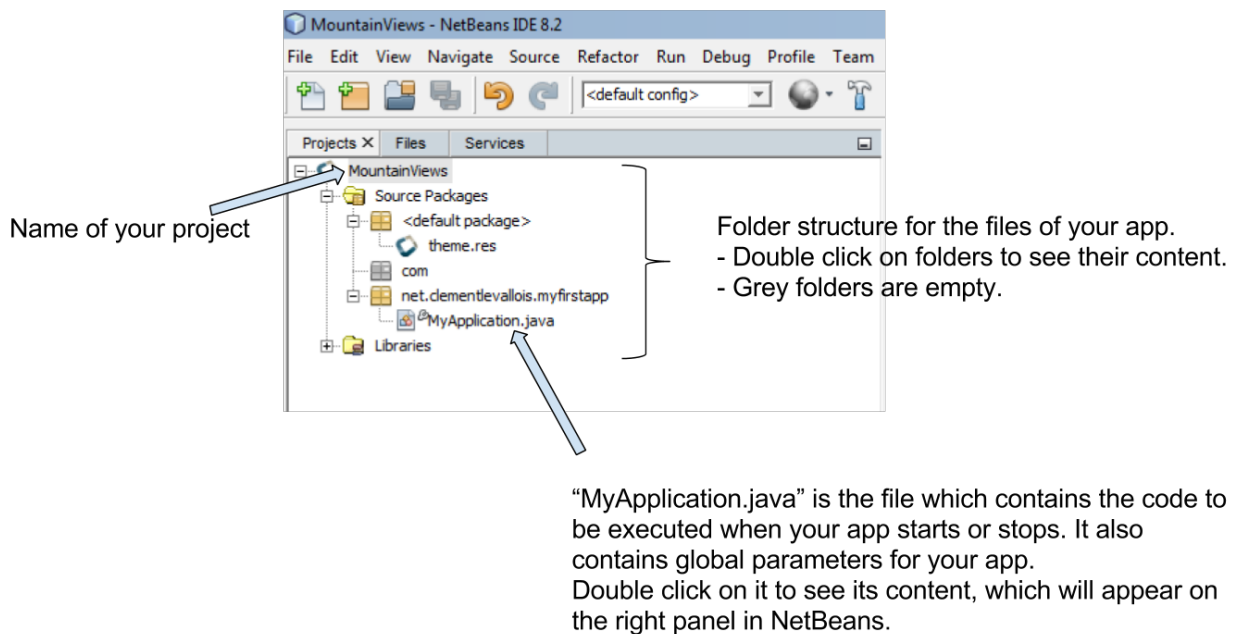 MountainViews - NetBeans IDE 8.2
File Edit View Navigate Source Refactor Run Debug Profile Team
<default config>
Projects Files Services
MountainViews
Source Packages
<default package>
theme.res
com
net.clementlevallois.myfirstapp
MyApplication.java
Libraries
Name of your project
Folder structure for the files of your app.
- Double click on folders to see their content.
- Grey folders are empty.
“MyApplication.java” is the file which contains the code to
be executed when your app starts or stops. It also
contains global parameters for your app.
Double click on it to see its content, which will appear on
the right panel in NetBeans.